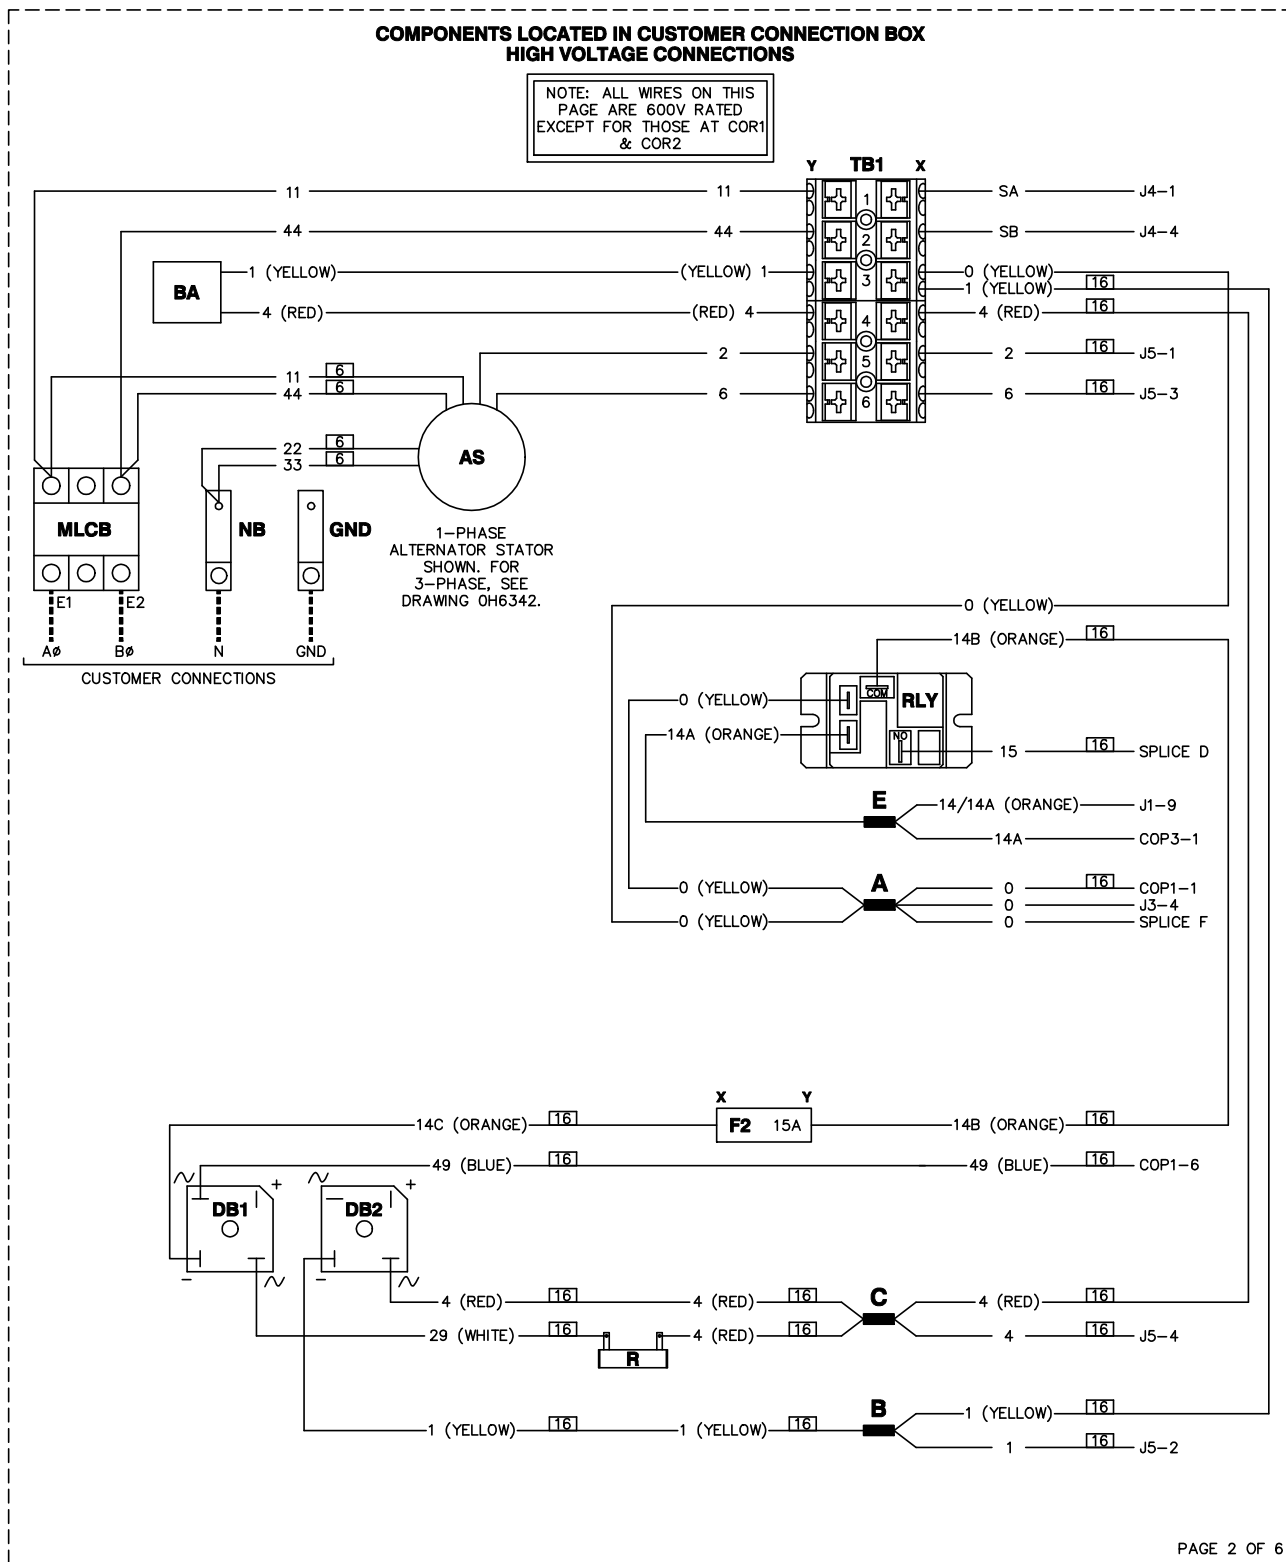 COMPONENTS LOCATED IN CUSTOMER CONNECTION BOX
HIGH VOLTAGE CONNECTIONS
NOTE: ALL WIRES ON THIS
PAGE ARE 600V RATED
EXCEPT FOR THOSE AT COR1
& COR2
Y TB1 X
11 11 1 SA J4-1
44 44 2 SB J4-4
BA
1 (YELLOW) (YELLOW) 1 3 0 (YELLOW)
1 (YELLOW) 16
4 (RED) (RED) 4 4 4 (RED) 16
2 5 2 16 J5-1
11 6
44 6
6 6 6 16 J5-3
22 6
33 6
AS
MLCB
NB
GND
1-PHASE
ALTERNATOR STATOR
SHOWN. FOR
3-PHASE, SEE
DRAWING 0H6342.
E1 E2
AØ BØ N GND
CUSTOMER CONNECTIONS
0 (YELLOW)
14B (ORANGE) 16
COM
RLY
NO
0 (YELLOW)
14A (ORANGE)
15 16 SPLICE D
E
14/14A (ORANGE) J1-9
14A COP3-1
A
0 (YELLOW) 0 16 COP1-1
0 J3-4
0 (YELLOW) 0 SPLICE F
X Y
14C (ORANGE) 16 F2 15A 14B (ORANGE) 16
49 (BLUE) 16 49 (BLUE) 16 COP1-6
∿ + ∿ +
DB1 DB2
- ∿ - ∿
C
4 (RED) 16 4 (RED) 16 4 (RED) 16
29 (WHITE) 16 4 (RED) 16 4 16 J5-4
R
B
1 (YELLOW) 16
1 (YELLOW) 16 1 (YELLOW) 16
1 16 J5-2
PAGE 2 OF 6